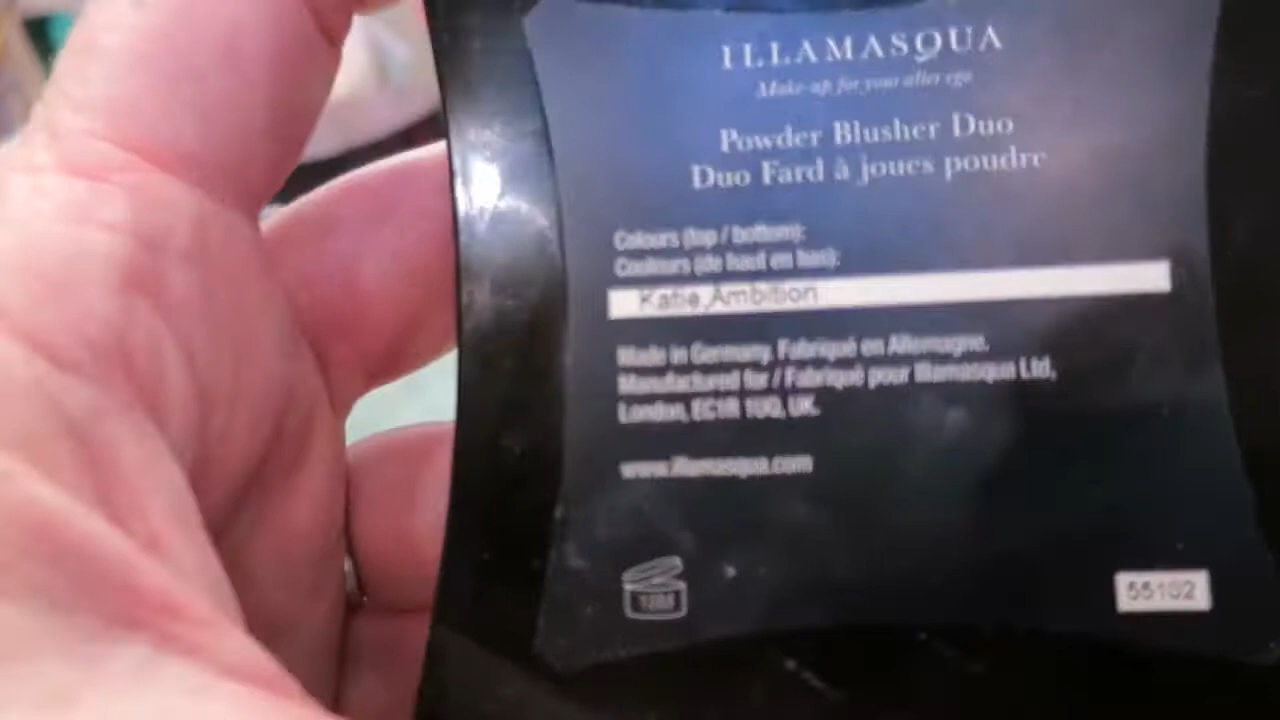 ILLAMASQUA
Make-up for your alter ego
Powder Blusher Duo
Duo Fard à joues poudre
Colours (top / bottom):
Couleurs (de haut en bas):
Katie,Ambition
Made in Germany. Fabriqué en Allemagne.
Manufactured for / Fabriqué pour Illamasqua Ltd,
London, EC1R 1UQ, UK.
www.illamasqua.com
18M
55102